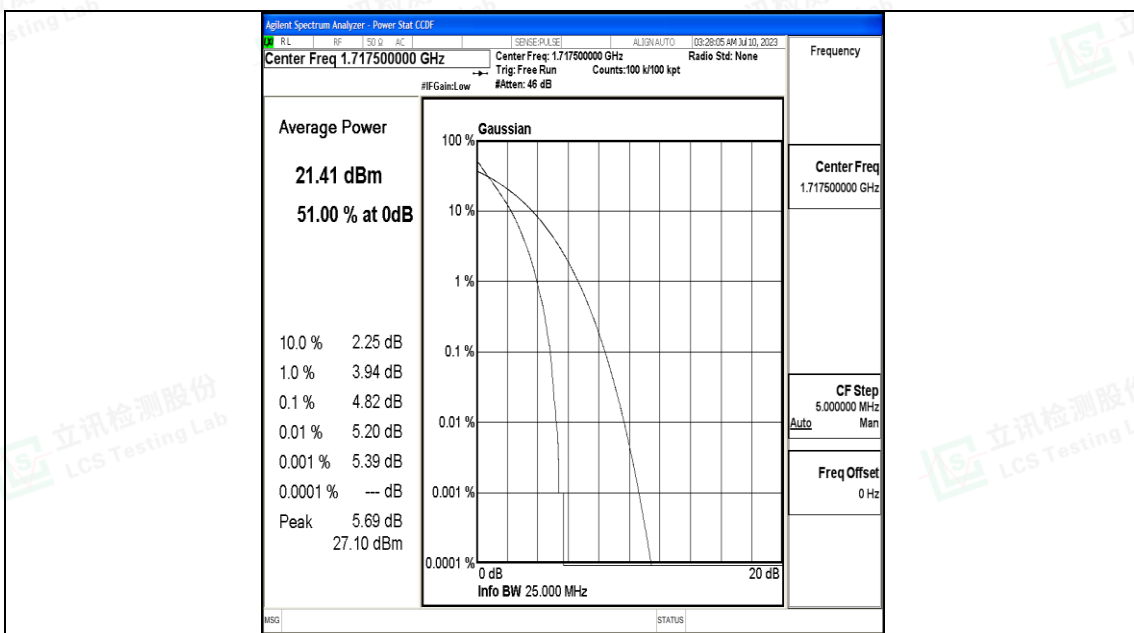 Agilent Spectrum Analyzer - Power Stat CCDF
RL RF 50 Ω AC SENSE:PULSE ALIGN AUTO 03:28:05 AM Jul 10, 2023
Center Freq 1.717500000 GHz
Center Freq: 1.717500000 GHz Radio Std: None
Trig: Free Run Counts:100 k/100 kpt
#IFGain:Low #Atten: 46 dB
Frequency
Average Power
21.41 dBm
51.00 % at 0dB
10.0 % 2.25 dB
1.0 % 3.94 dB
0.1 % 4.82 dB
0.01 % 5.20 dB
0.001 % 5.39 dB
0.0001 % --- dB
Peak 5.69 dB
27.10 dBm
Gaussian
100 %
10 %
1 %
0.1 %
0.01 %
0.001 %
0.0001 %
0 dB 20 dB
Info BW 25.000 MHz
Center Freq
1.717500000 GHz
CF Step
5.000000 MHz
Auto Man
Freq Offset
0 Hz
MSG STATUS
立讯检测股份
LCS Testing Lab
立讯检测股份
LCS Testing L